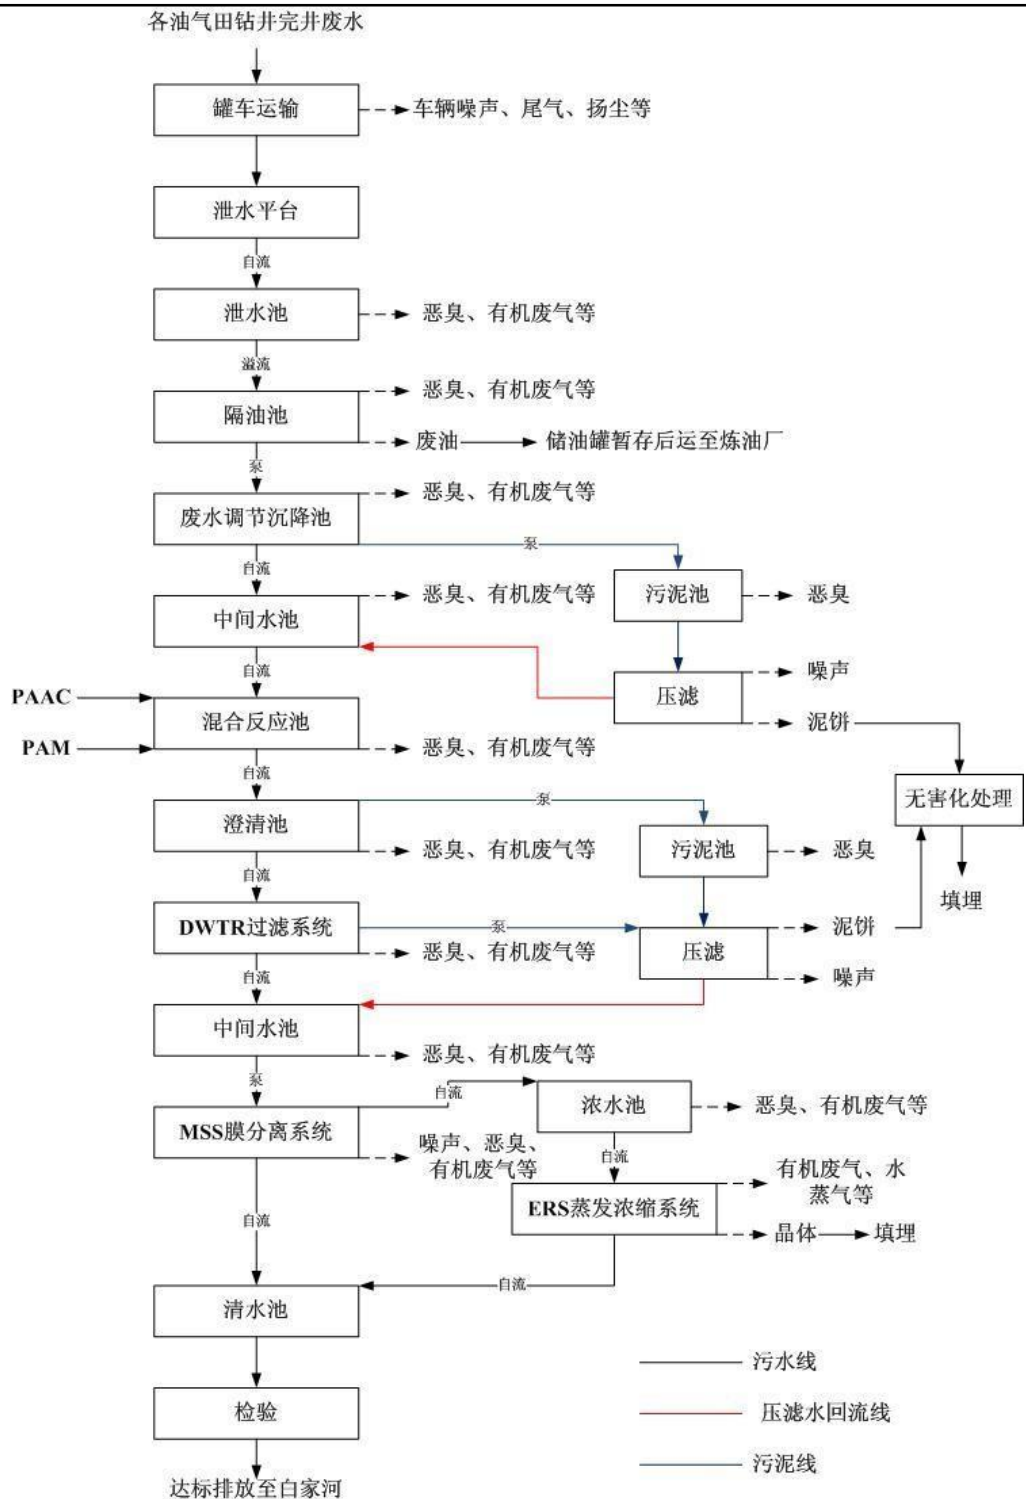 各油气田钻井完井废水
罐车运输
车辆噪声、尾气、扬尘等
泄水平台
自流
泄水池
恶臭、有机废气等
溢流
恶臭、有机废气等
隔油池
废油
储油罐暂存后运至炼油厂
泵
恶臭、有机废气等
废水调节沉降池
泵
自流
恶臭、有机废气等
污泥池
恶臭
中间水池
自流
噪声
压滤
PAAC
混合反应池
泥饼
PAM
恶臭、有机废气等
自流
泵
无害化处理
澄清池
污泥池
恶臭
恶臭、有机废气等
自流
填埋
DWTR过滤系统
泵
泥饼
恶臭、有机废气等
压滤
自流
噪声
中间水池
恶臭、有机废气等
泵
自流
浓水池
恶臭、有机废气等
MSS膜分离系统
噪声、恶臭、
有机废气等
自流
有机废气、水
蒸气等
ERS蒸发浓缩系统
自流
晶体
填埋
自流
清水池
污水线
检验
压滤水回流线
污泥线
达标排放至白家河